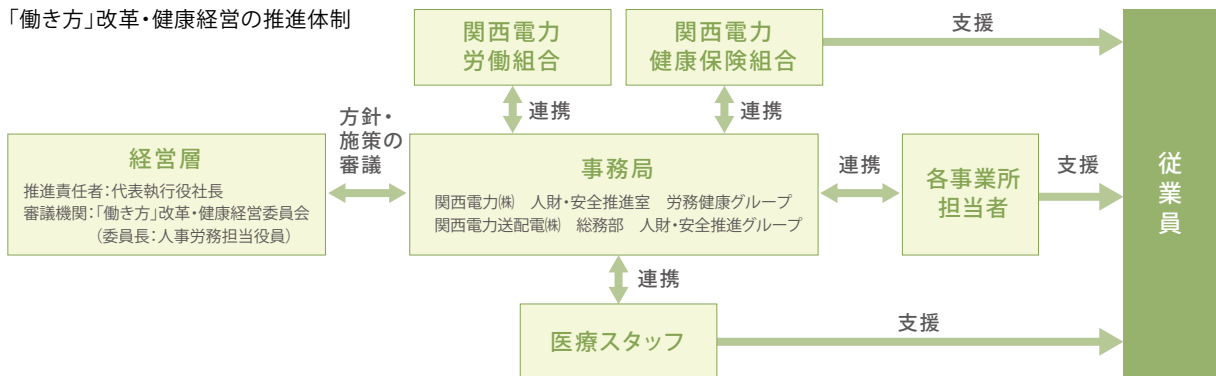 「働き方」改革・健康経営の推進体制
関西電力
労働組合
関西電力
健康保険組合
支援
連携
連携
方針・
施策の
審議
経営層
推進責任者：代表執行役社長
審議機関：「働き方」改革・健康経営委員会
（委員長：人事労務担当役員）
事務局
関西電力㈱　人財・安全推進室　労務健康グループ
関西電力送配電㈱　総務部　人財・安全推進グループ
連携
各事業所
担当者
支援
従業員
連携
医療スタッフ
支援